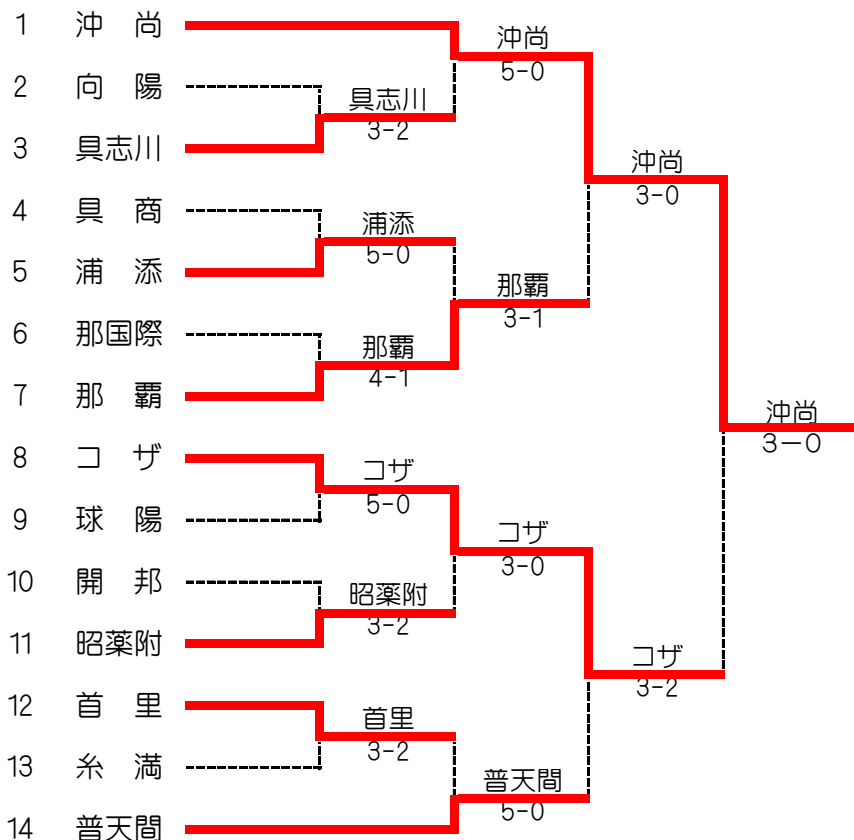 1 沖 尚
2 向 陽
3 具志川
4 具 商
5 浦 添
6 那国際
7 那 覇
8 コ ザ
9 球 陽
10 開 邦
11 昭薬附
12 首 里
13 糸 満
14 普天間
具志川
3-2
浦添
5-0
那覇
4-1
コザ
5-0
昭薬附
3-2
首里
3-2
沖尚
5-0
那覇
3-1
コザ
3-0
普天間
5-0
沖尚
3-0
コザ
3-2
沖尚
3ー0